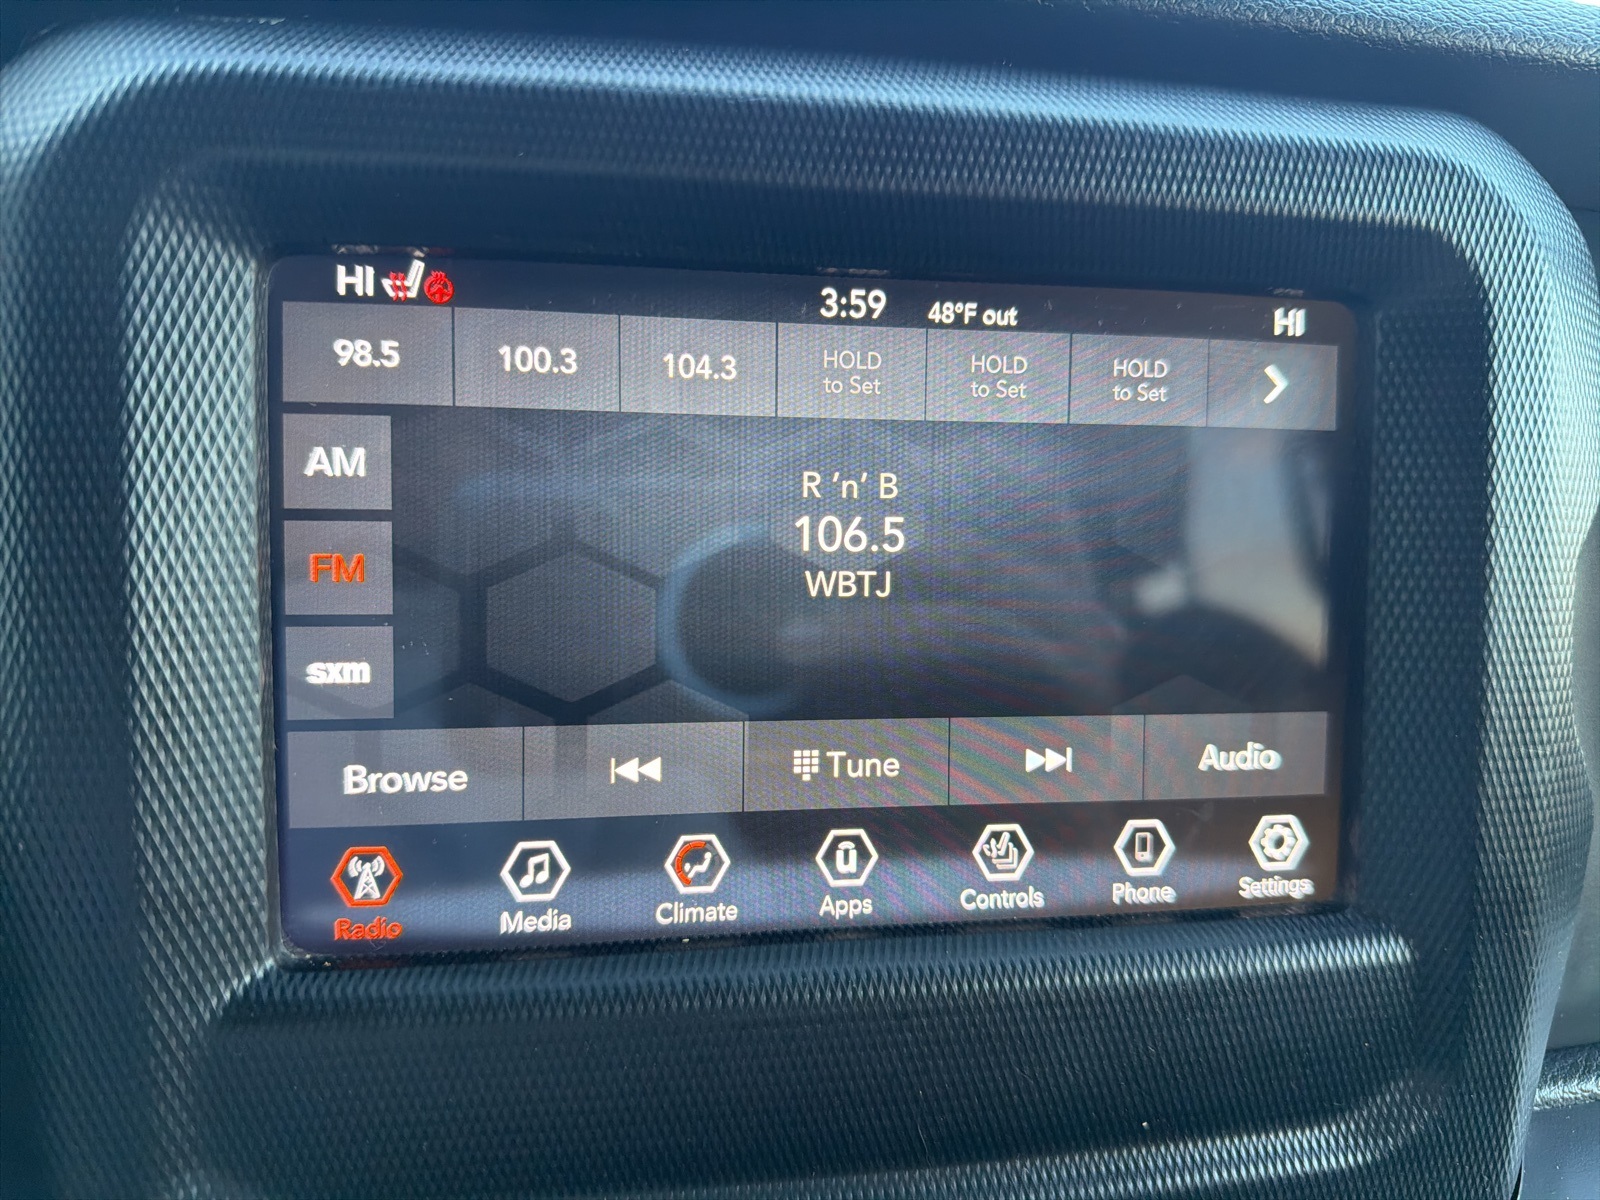 HI 3:59 48°F out HI
98.5 100.3 104.3 HOLD to Set HOLD to Set HOLD to Set
AM
R 'n' B
106.5
FM
WBTJ
sxm
Browse Tune Audio
Radio Media Climate Apps Controls Phone Settings